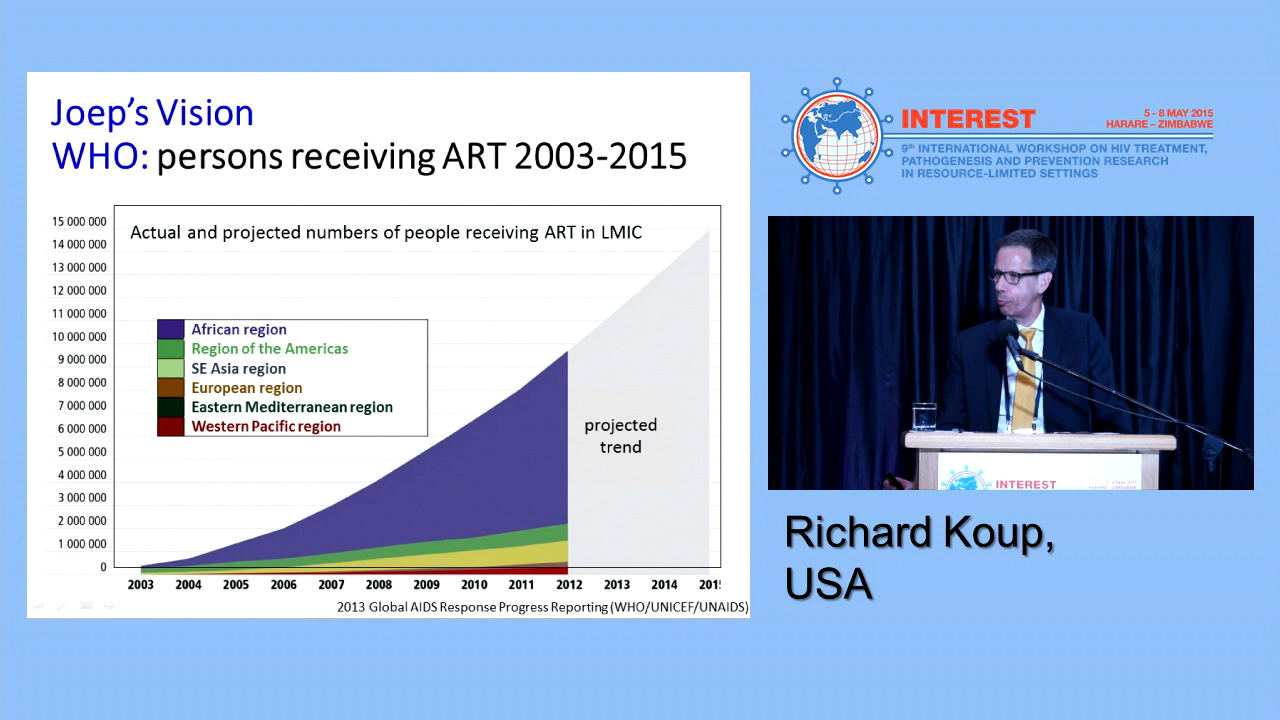 Joep's Vision
WHO: persons receiving ART 2003-2015
Actual and projected numbers of people receiving ART in LMIC
15 000 000
14 000 000
13 000 000
12 000 000
11 000 000
10 000 000
9 000 000
8 000 000
7 000 000
6 000 000
5 000 000
4 000 000
3 000 000
2 000 000
1 000 000
0
African region
Region of the Americas
SE Asia region
European region
Eastern Mediterranean region
Western Pacific region
projected
trend
2003 2004 2005 2006 2007 2008 2009 2010 2011 2012 2013 2014 2015
2013 Global AIDS Response Progress Reporting (WHO/UNICEF/UNAIDS)
INTEREST
5 - 8 MAY 2015
HARARE – ZIMBABWE
9th INTERNATIONAL WORKSHOP ON HIV TREATMENT,
PATHOGENESIS AND PREVENTION RESEARCH
IN RESOURCE-LIMITED SETTINGS
INTEREST
Richard Koup,
USA